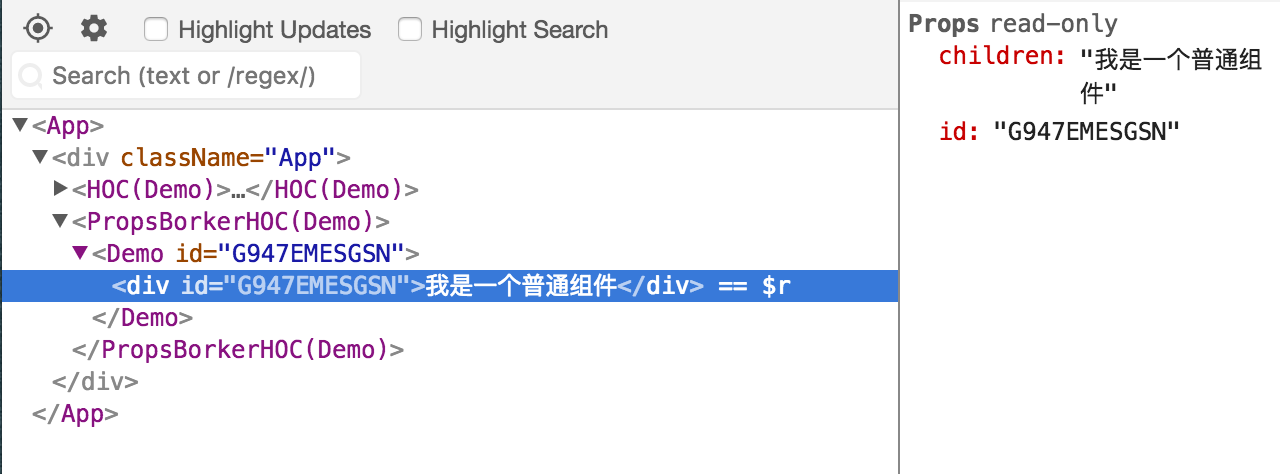 Highlight Updates Highlight Search
Search (text or /regex/)
<App>
<div className="App">
<HOC(Demo)>…</HOC(Demo)>
<PropsBorkerHOC(Demo)>
<Demo id="G947EMESGSN">
<div id="G947EMESGSN">我是一个普通组件</div> == $r
</Demo>
</PropsBorkerHOC(Demo)>
</div>
</App>
Props read-only
children: "我是一个普通组
件"
id: "G947EMESGSN"